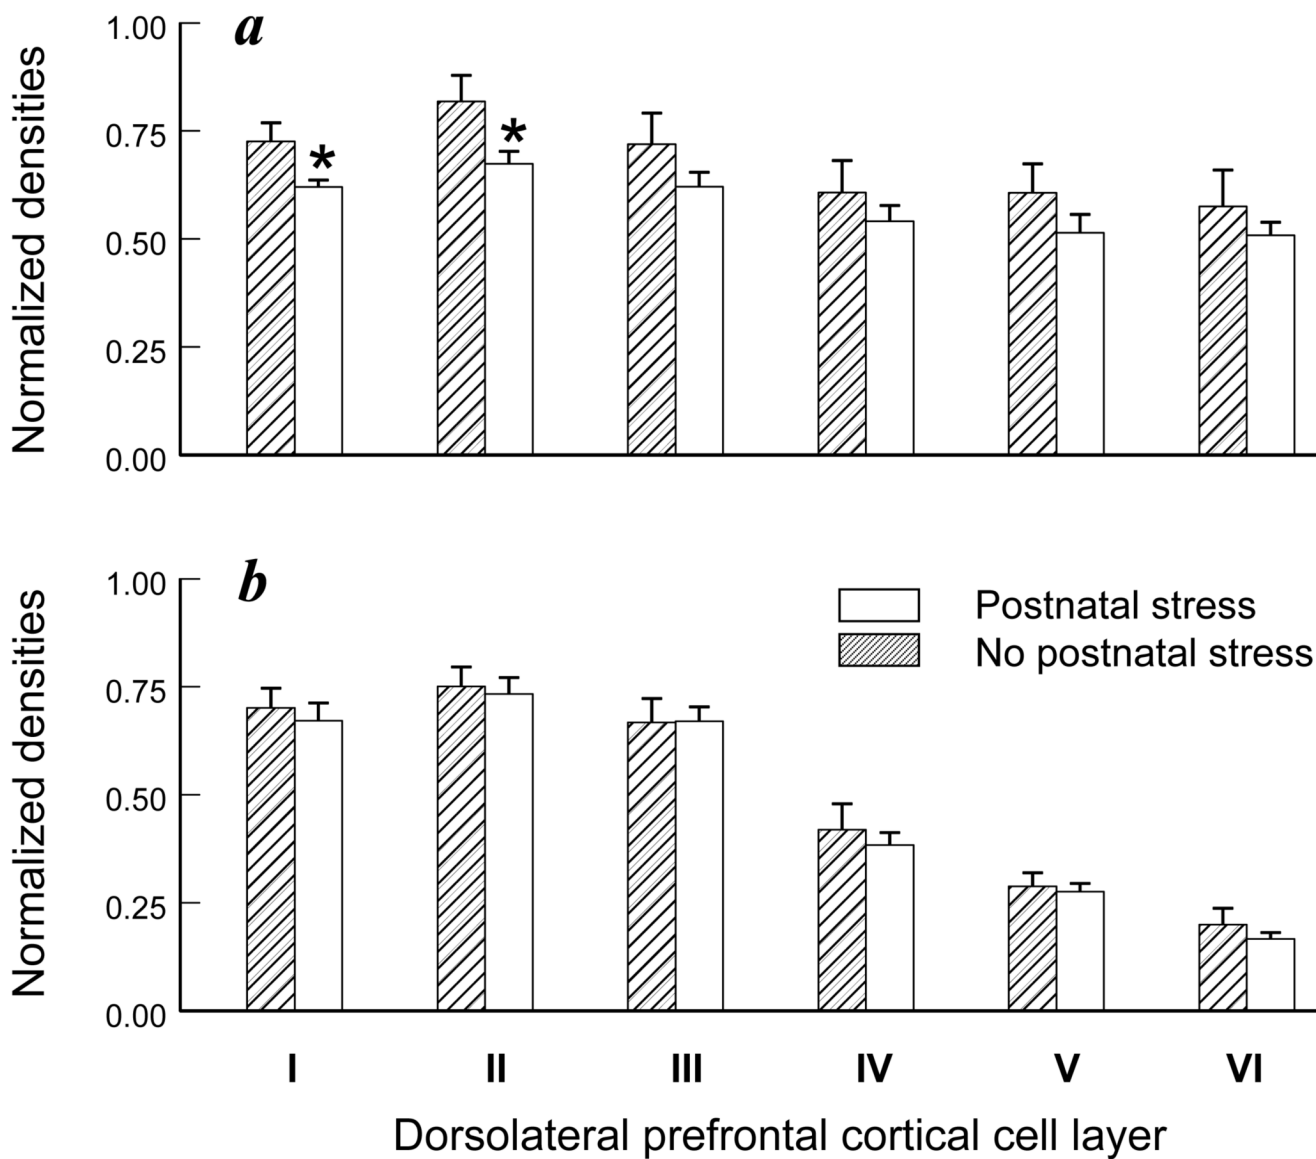 a
Normalized densities
1.00
0.75
0.50
0.25
0.00
*
*
b
Normalized densities
1.00
0.75
0.50
0.25
0.00
Postnatal stress
No postnatal stress
I II III IV V VI
Dorsolateral prefrontal cortical cell layer